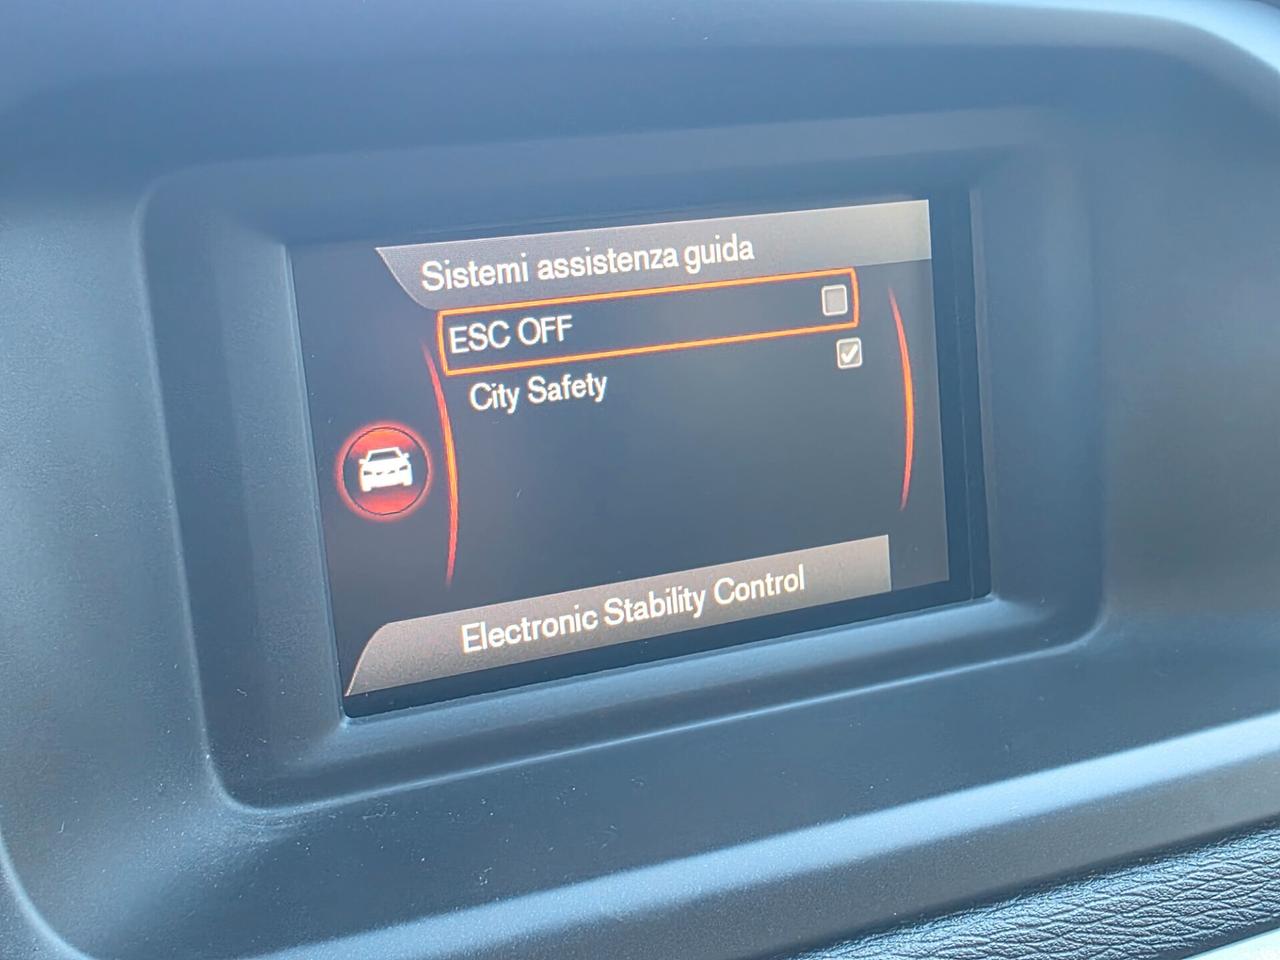 Sistemi assistenza guida
ESC OFF
City Safety
Electronic Stability Control